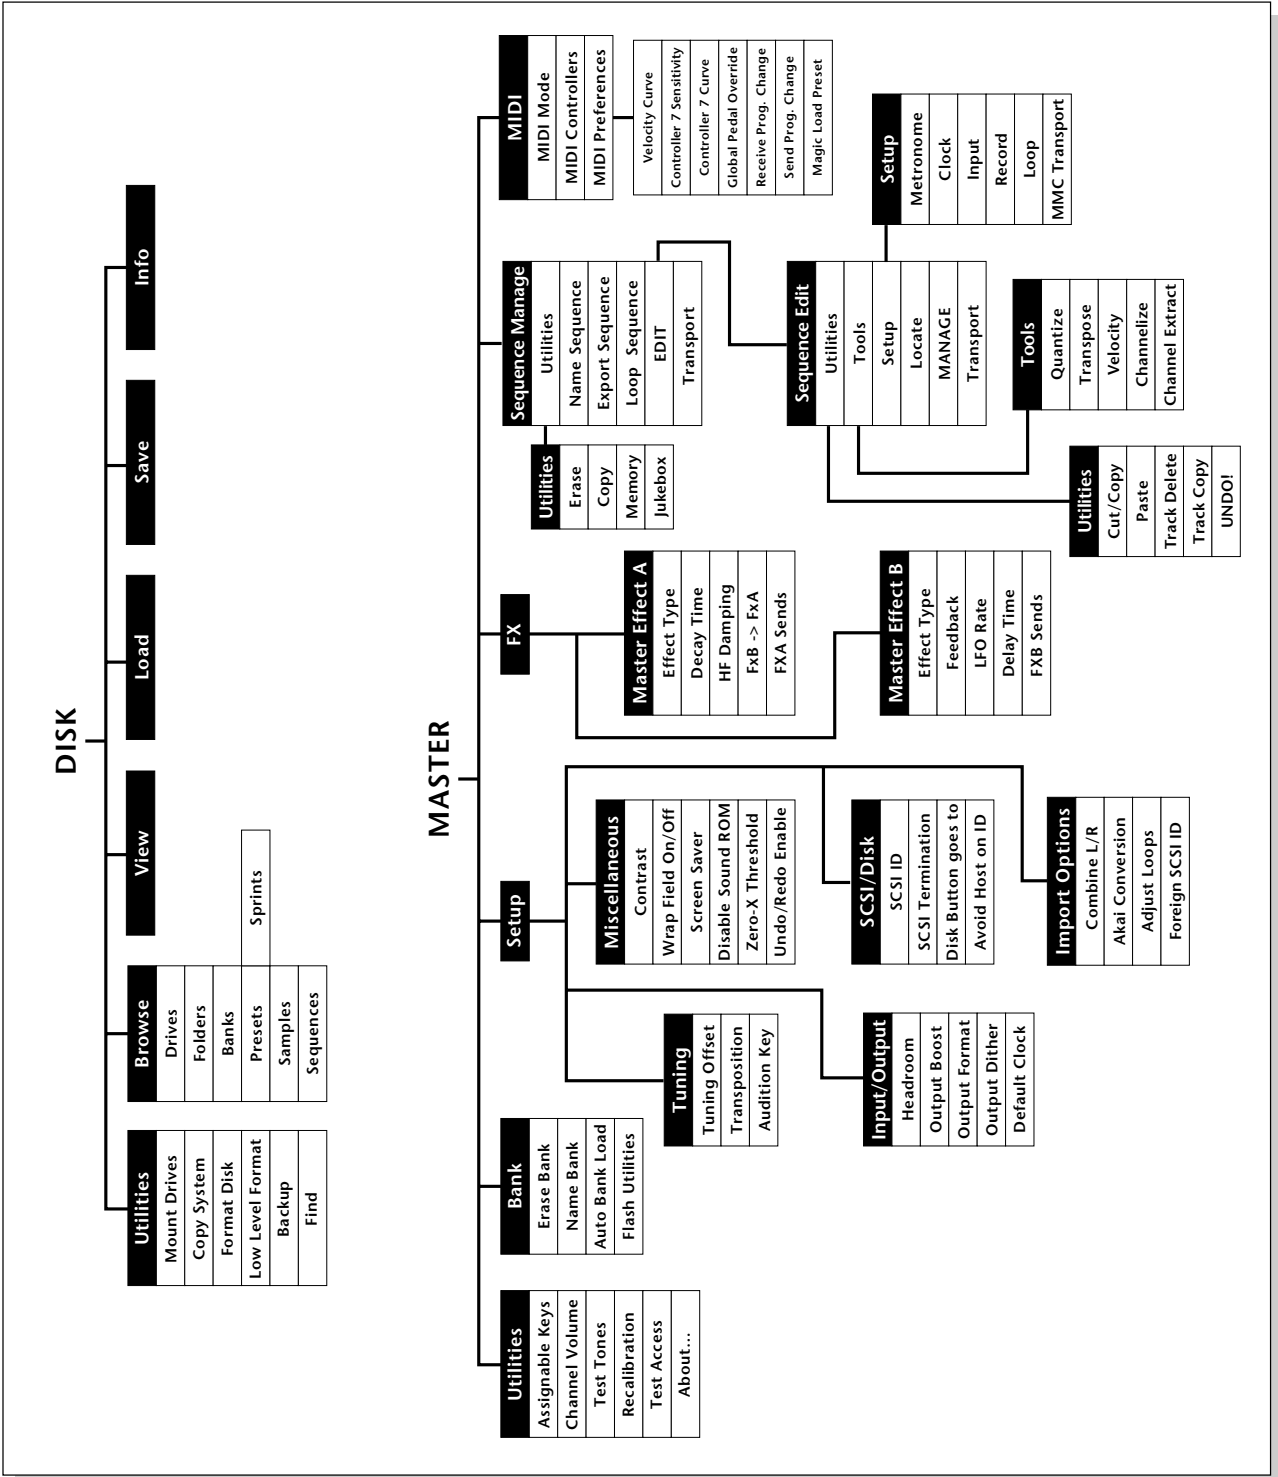 DISK
Utilities
Mount Drives
Copy System
Format Disk
Low Level Format
Backup
Find
Browse
Drives
Folders
Banks
Presets
Samples
Sequences
Sprints
View
Load
Save
Info
MASTER
Utilities
Assignable Keys
Channel Volume
Test Tones
Recalibration
Test Access
About...
Bank
Erase Bank
Name Bank
Auto Bank Load
Flash Utilities
Setup
Tuning
Tuning Offset
Transposition
Audition Key
Input/Output
Headroom
Output Boost
Output Format
Output Dither
Default Clock
Miscellaneous
Contrast
Wrap Field On/Off
Screen Saver
Disable Sound ROM
Zero-X Threshold
Undo/Redo Enable
SCSI/Disk
SCSI ID
SCSI Termination
Disk Button goes to
Avoid Host on ID
Import Options
Combine L/R
Akai Conversion
Adjust Loops
Foreign SCSI ID
FX
Master Effect A
Effect Type
Decay Time
HF Damping
FxB -> FxA
FXA Sends
Master Effect B
Effect Type
Feedback
LFO Rate
Delay Time
FXB Sends
Sequence Manage
Utilities
Name Sequence
Export Sequence
Loop Sequence
EDIT
Transport
Utilities
Erase
Copy
Memory
Jukebox
Sequence Edit
Utilities
Tools
Setup
Locate
MANAGE
Transport
Utilities
Cut/Copy
Paste
Track Delete
Track Copy
UNDO!
Tools
Quantize
Transpose
Velocity
Channelize
Channel Extract
Setup
Metronome
Clock
Input
Record
Loop
MMC Transport
MIDI
MIDI Mode
MIDI Controllers
MIDI Preferences
Velocity Curve
Controller 7 Sensitivity
Controller 7 Curve
Global Pedal Override
Receive Prog. Change
Send Prog. Change
Magic Load Preset